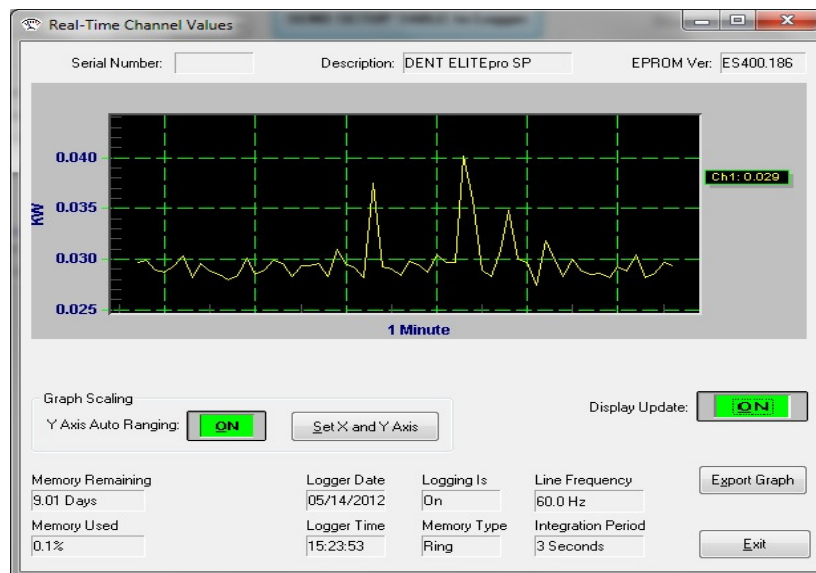 Real-Time Channel Values
Serial Number:
Description: DENT ELITEpro SP
EPROM Ver: ES400.186
0.040
0.035
0.030
0.025
KW
Ch1: 0.029
1 Minute
Graph Scaling
Y Axis Auto Ranging: ON
Set X and Y Axis
Display Update: ON
Memory Remaining
9.01 Days
Logger Date
05/14/2012
Logging Is
On
Line Frequency
60.0 Hz
Export Graph
Memory Used
0.1%
Logger Time
15:23:53
Memory Type
Ring
Integration Period
3 Seconds
Exit